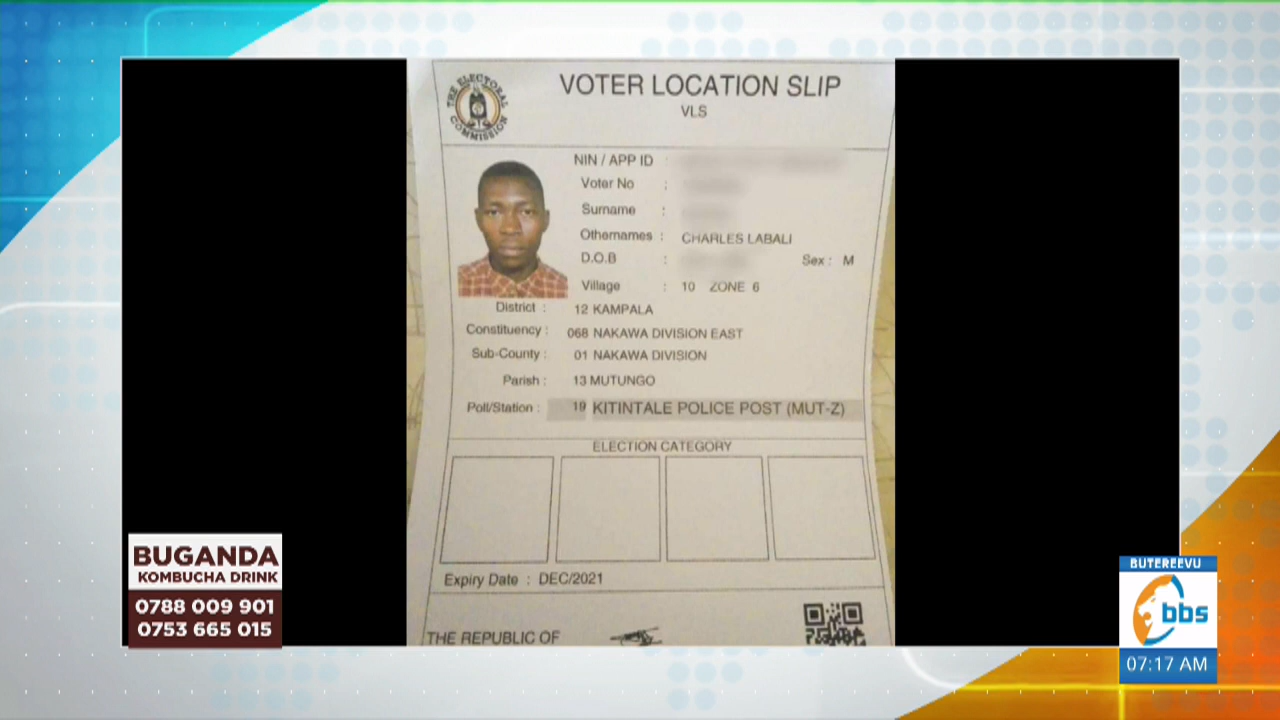 THE ELECTORAL COMMISSION
VOTER LOCATION SLIP
VLS
NIN / APP ID :
Voter No :
Surname :
Othernames : CHARLES LABALI
D.O.B : Sex : M
Village : 10 ZONE 6
District : 12 KAMPALA
Constituency : 068 NAKAWA DIVISION EAST
Sub-County : 01 NAKAWA DIVISION
Parish : 13 MUTUNGO
Poll/Station : 19 KITINTALE POLICE POST (MUT-Z)
ELECTION CATEGORY
Expiry Date : DEC/2021
THE REPUBLIC OF
BUGANDA
KOMBUCHA DRINK
0788 009 901
0753 665 015
BUTEREEVU
bbs
07:17 AM